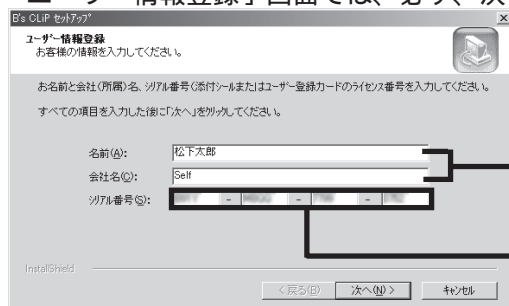 ユーザー情報登録」画面では、必ず、次
B's CLiP セットアップ
ユーザー情報登録
お客様の情報を入力してください。
お名前と会社(所属)名、シリアル番号(添付シールまたはユーザー登録カードのライセンス番号を入力してください。
すべての項目を入力した後に「次へ」をクリックしてください。
名前(A): 松下太郎
会社名(C): Self
シリアル番号(S): - - -
InstallShield
< 戻る(B) 次へ(N) > キャンセル